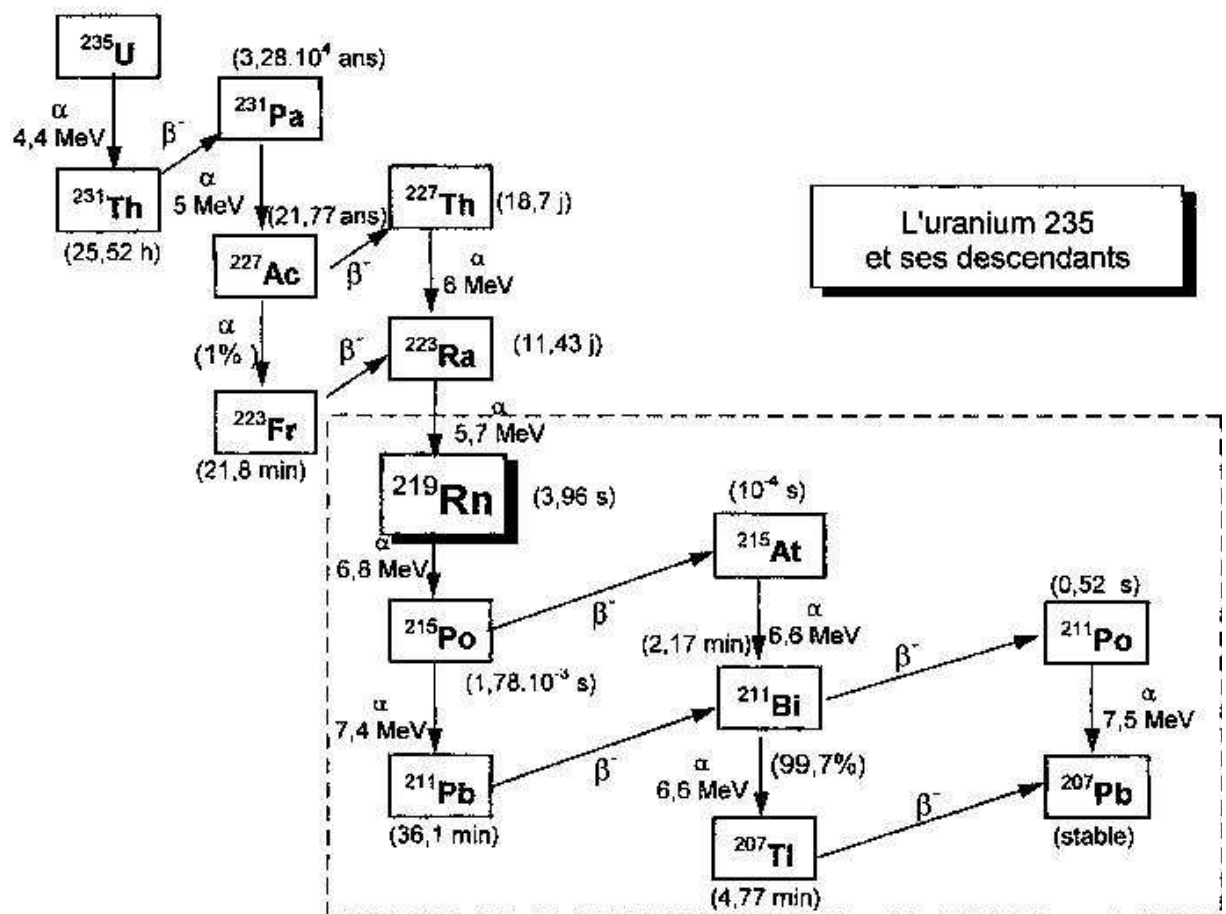 ²³⁵U
(3,28.10⁴ ans)
²³¹Pa
α
4,4 MeV
β⁻
²³¹Th
(25,52 h)
α
5 MeV
²²⁷Th
(18,7 j)
(21,77 ans)
²²⁷Ac
β⁻
α
6 MeV
L'uranium 235
et ses descendants
α
(1% )
β⁻
²²³Ra
(11,43 j)
²²³Fr
(21,8 min)
α
5,7 MeV
²¹⁹Rn
(3,96 s)
(10⁻⁴ s)
²¹⁵At
α
6,8 MeV
β⁻
²¹⁵Po
(1,78.10⁻³ s)
α
6,6 MeV
(2,17 min)
(0,52 s)
²¹¹Po
β⁻
²¹¹Bi
α
7,4 MeV
α
7,5 MeV
²¹¹Pb
(36,1 min)
β⁻
α
6,6 MeV
(99,7%)
β⁻
²⁰⁷Pb
(stable)
²⁰⁷Tl
(4,77 min)